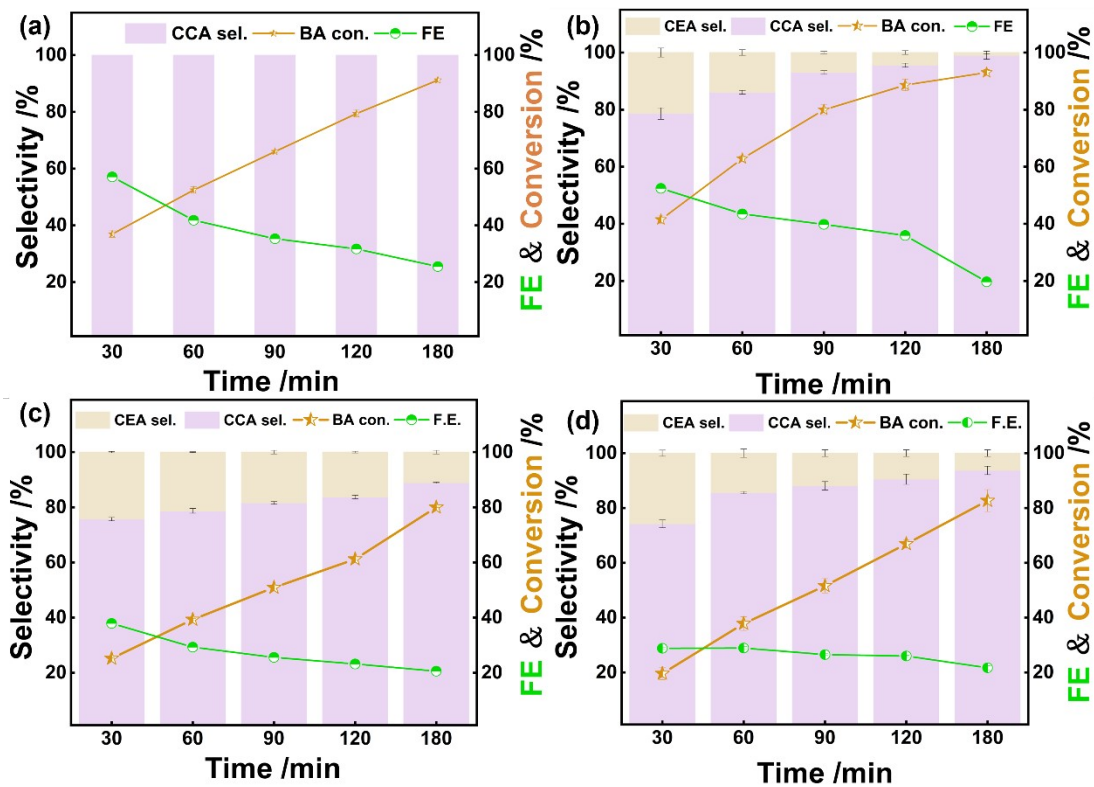 (a)
CCA sel. BA con. FE
100
80
60
40
20
Selectivity /%
100
80
60
40
20
FE & Conversion /%
30 60 90 120 180
Time /min
(b)
CEA sel. CCA sel. BA con. FE
100
80
60
40
20
Selectivity /%
100
80
60
40
20
FE & Conversion /%
30 60 90 120 180
Time /min
(c)
CEA sel. CCA sel. BA con. F.E.
100
80
60
40
20
Selectivity /%
100
80
60
40
20
FE & Conversion /%
30 60 90 120 180
Time /min
(d)
CEA sel. CCA sel. BA con. F.E.
100
80
60
40
20
Selectivity /%
100
80
60
40
20
FE & Conversion /%
30 60 90 120 180
Time /min